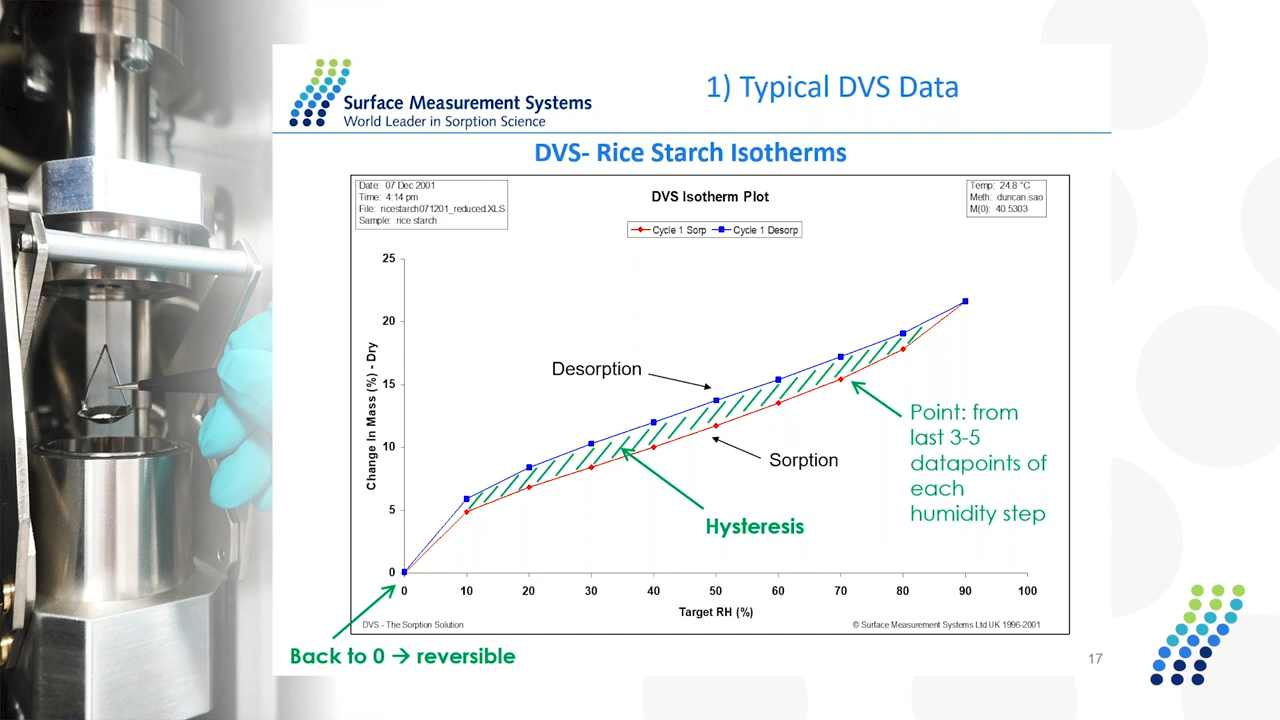 Surface Measurement Systems
World Leader in Sorption Science
1) Typical DVS Data
DVS- Rice Starch Isotherms
Date: 07 Dec 2001
Time: 4:14 pm
File: ricestarch071201_reduced.XLS
Sample: rice starch
DVS Isotherm Plot
Temp: 24.8 °C
Meth: duncan.sao
M(0): 40.5303
Cycle 1 Sorp
Cycle 1 Desorp
Change In Mass (%) - Dry
25
20
15
10
5
0
Desorption
Sorption
Hysteresis
Point: from
last 3-5
datapoints of
each
humidity step
0 10 20 30 40 50 60 70 80 90 100
Target RH (%)
DVS - The Sorption Solution
© Surface Measurement Systems Ltd UK 1996-2001
Back to 0 → reversible
17